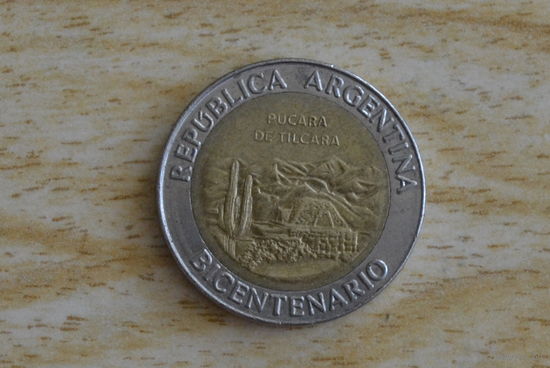 REPÚBLICA ARGENTINA
PUCARA
DE TILCARA
BICENTENARIO